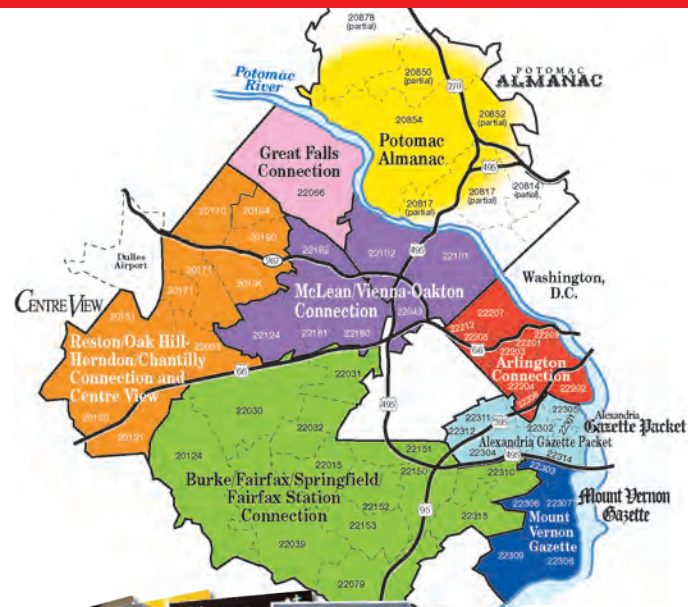 20878
(partial)
20850
(partial)
270
POTOMAC
ALMANAC
Potomac
River
20854
20852
(partial)
Potomac
Almanac
495
Great Falls
Connection
22066
20817
(partial)
20817
(partial)
20814
(partial)
20170
20194
20190
Dulles
Airport
267
22182
22102
495
22101
20171
20191
Washington,
D.C.
CENTRE VIEW
20151
McLean/Vienna-Oakton
Connection
22043
22207
22124
22181
22180
22205
22201
22209
22203
66
Reston/Oak Hill-
Herndon/Chantilly
Connection and
Centre View
66
22031
Arlington
Connection
22204
22202
20121
495
22030
22032
22311
395
22305
22302
22301
22312
Alexandria
Gazette Packet
Alexandria Gazette Packet
22304
22314
495
20124
22015
22151
22150
22310
22303
Burke/Fairfax/Springfield/
Fairfax Station
Connection
22152
22153
95
22315
22306
22307
Mount Vernon
Gazette
Mount
Vernon
Gazette
22039
22309
22308
22079